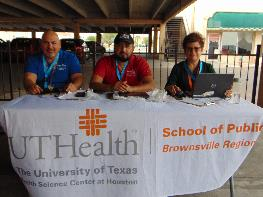 UTHealth
The University of Texas
Health Science Center at Houston
School of Public
Brownsville Region